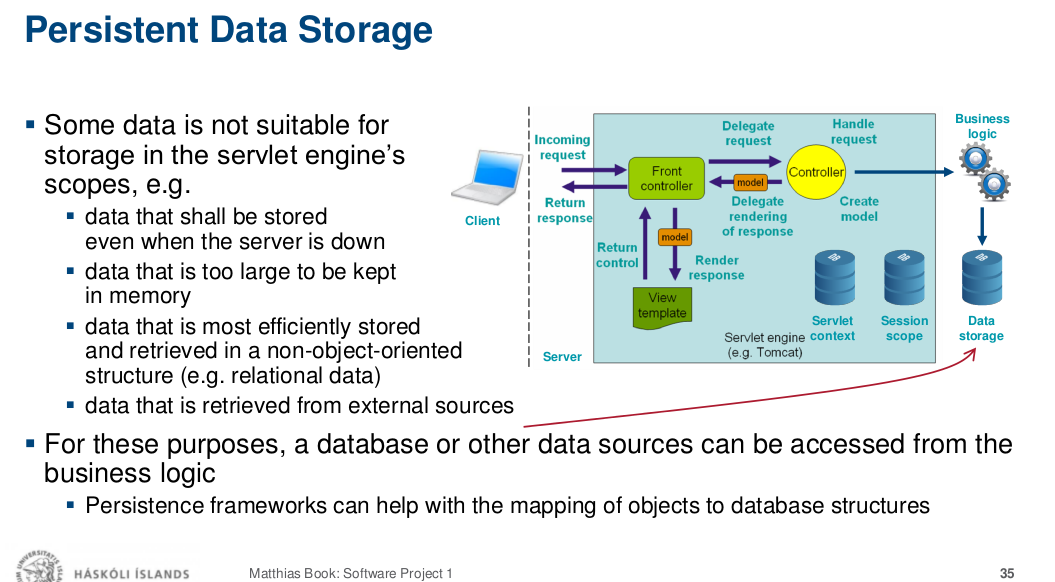 Persistent Data Storage
▪ Some data is not suitable for
storage in the servlet engine's
scopes, e.g.
▪ data that shall be stored
even when the server is down
▪ data that is too large to be kept
in memory
▪ data that is most efficiently stored
and retrieved in a non-object-oriented
structure (e.g. relational data)
▪ data that is retrieved from external sources
▪ For these purposes, a database or other data sources can be accessed from the
business logic
▪ Persistence frameworks can help with the mapping of objects to database structures
Client
Incoming
request
Return
response
Front
controller
Delegate
request
model
Delegate
rendering
of response
Handle
request
Controller
Create
model
Business
logic
Return
control
model
Render
response
View
template
Servlet engine
(e.g. Tomcat)
Servlet
context
Session
scope
Data
storage
Server
HÁSKÓLI ÍSLANDS
Matthias Book: Software Project 1
35